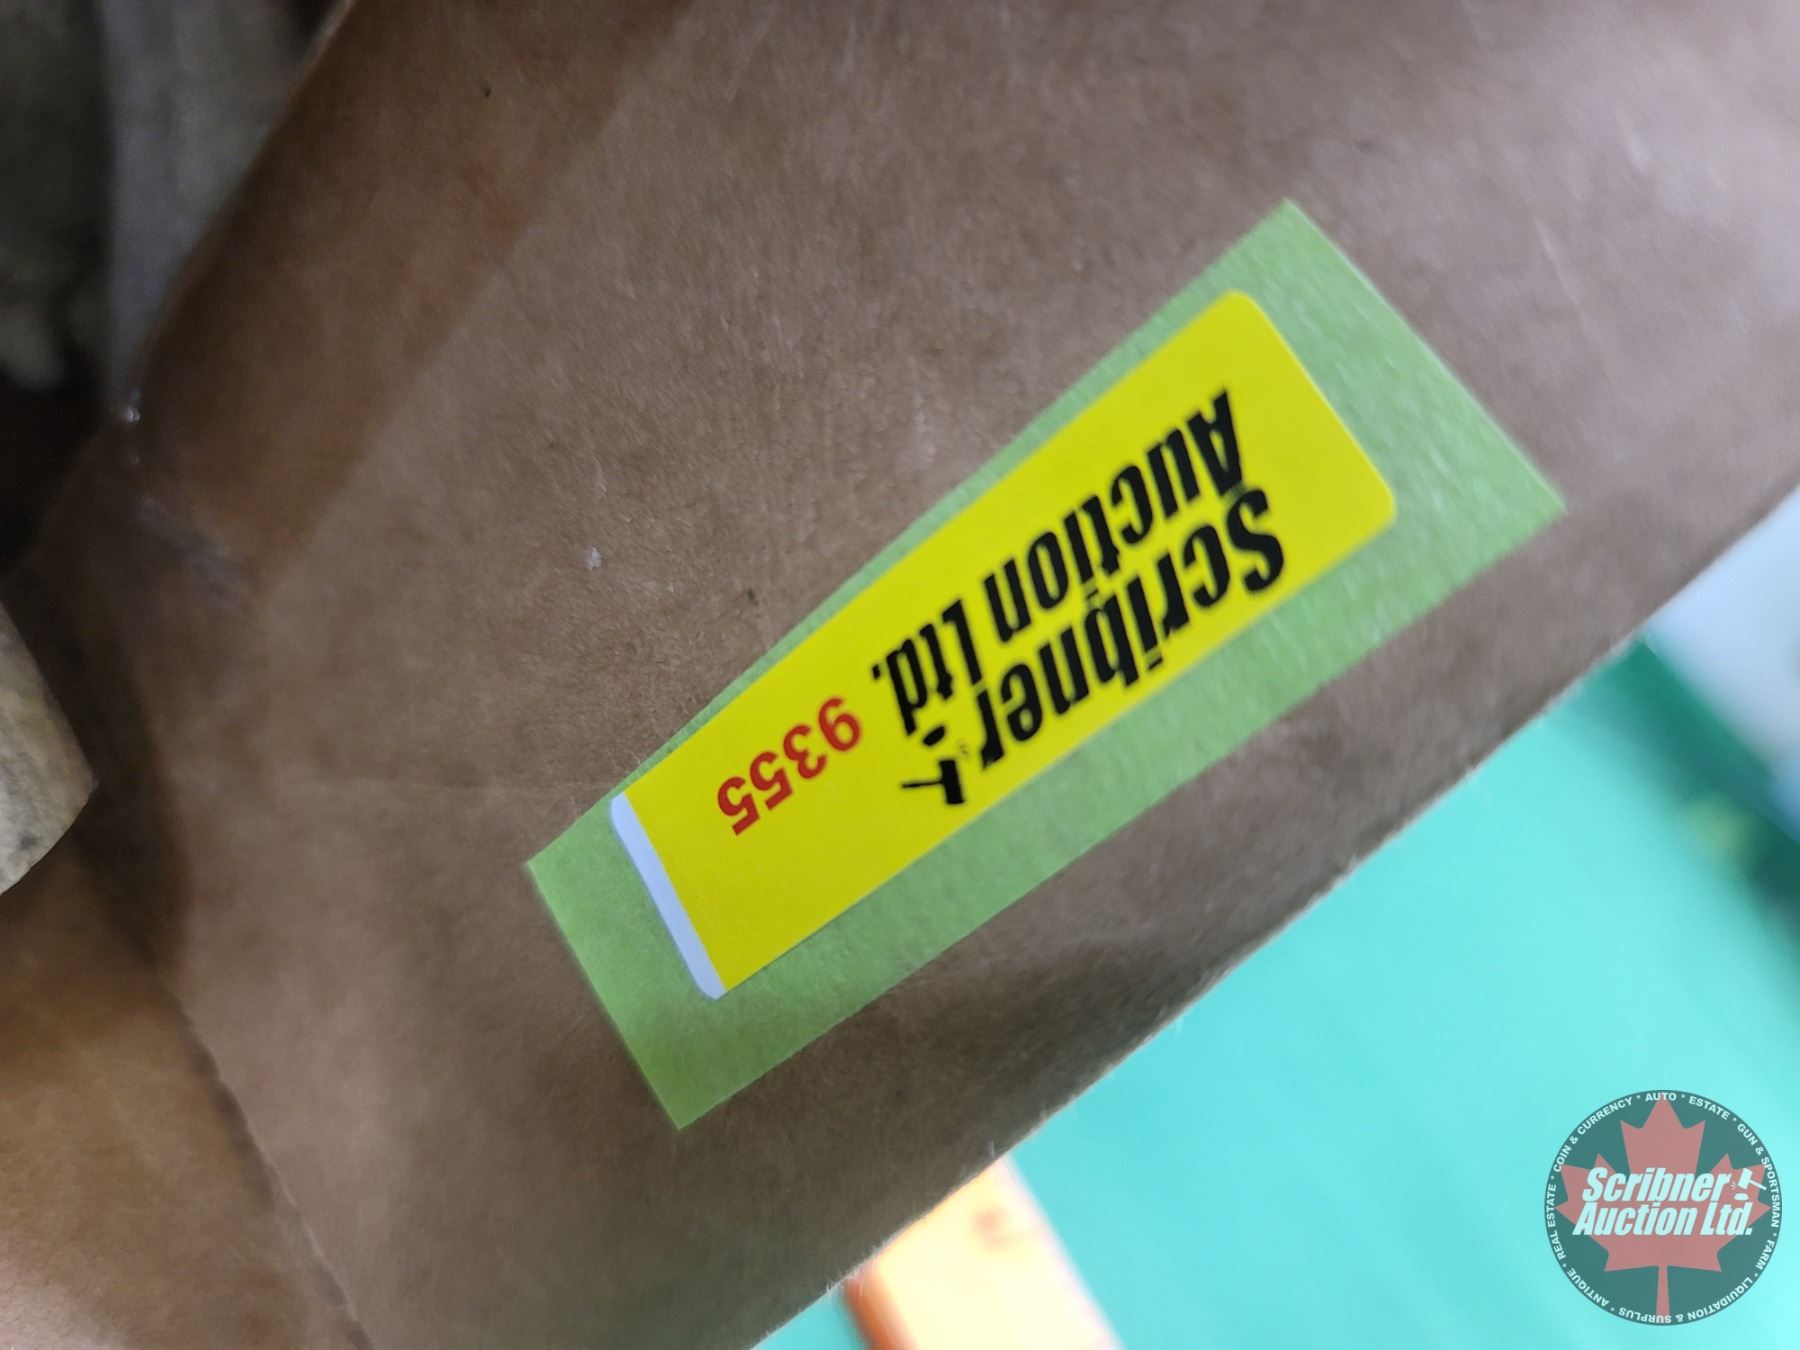 Scribner
Auction Ltd.
9355
COIN & CURRENCY * AUTO * ESTATE * GUN & SPORTSMAN * FARM * LIQUIDATION & SURPLUS * ANTIQUE * REAL ESTATE *
Scribner
Auction Ltd.